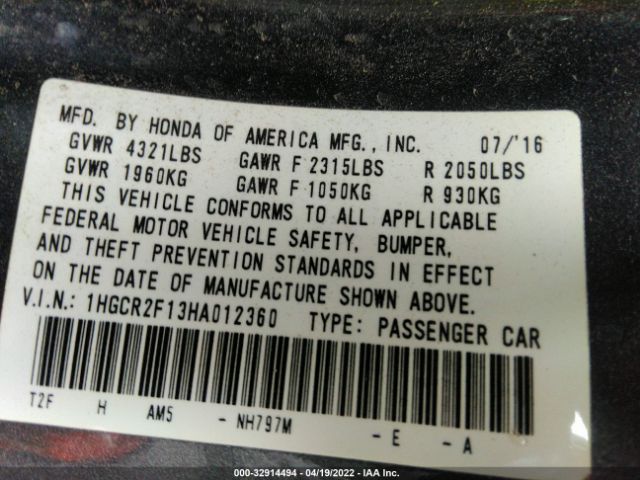 MFD. BY HONDA OF AMERICA MFG., INC. 07/'16
GVWR 4321LBS GAWR F 2315LBS R 2050LBS
GVWR 1960KG GAWR F 1050KG R 930KG
THIS VEHICLE CONFORMS TO ALL APPLICABLE
FEDERAL MOTOR VEHICLE SAFETY, BUMPER,
AND THEFT PREVENTION STANDARDS IN EFFECT
ON THE DATE OF MANUFACTURE SHOWN ABOVE.
V.I.N.: 1HGCR2F13HA012360 TYPE: PASSENGER CAR
T2F H AM5 - NH797M - E - A
000-32914494 - 04/19/2022 - IAA Inc.